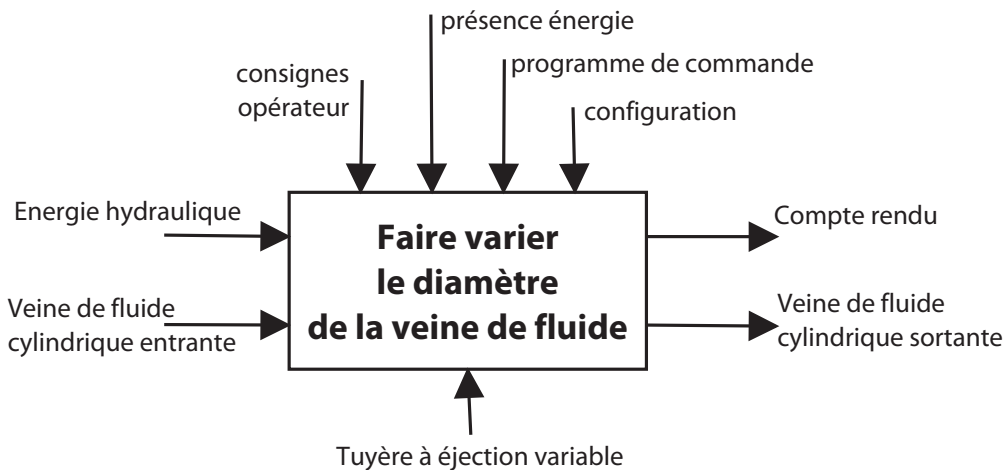 présence énergie
programme de commande
consignes
opérateur
configuration
Energie hydraulique
Faire varier
le diamètre
de la veine de fluide
Compte rendu
Veine de fluide
cylindrique entrante
Veine de fluide
cylindrique sortante
Tuyère à éjection variable